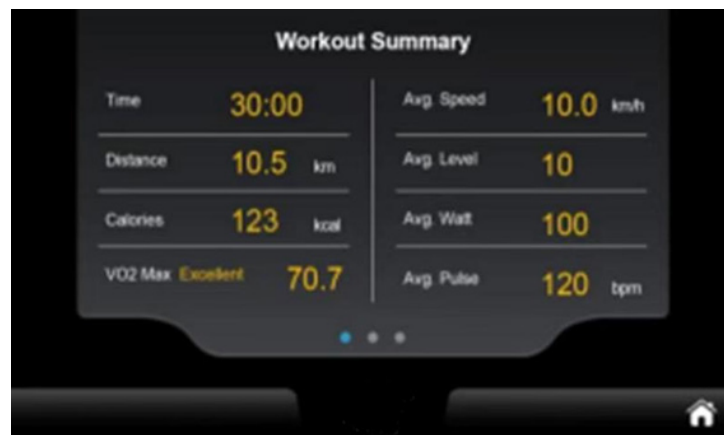 Workout Summary
Time 30:00
Distance 10.5 km
Calories 123 kcal
VO2 Max Excellent 70.7
Avg. Speed 10.0 km/h
Avg. Level 10
Avg. Watt 100
Avg. Pulse 120 bpm